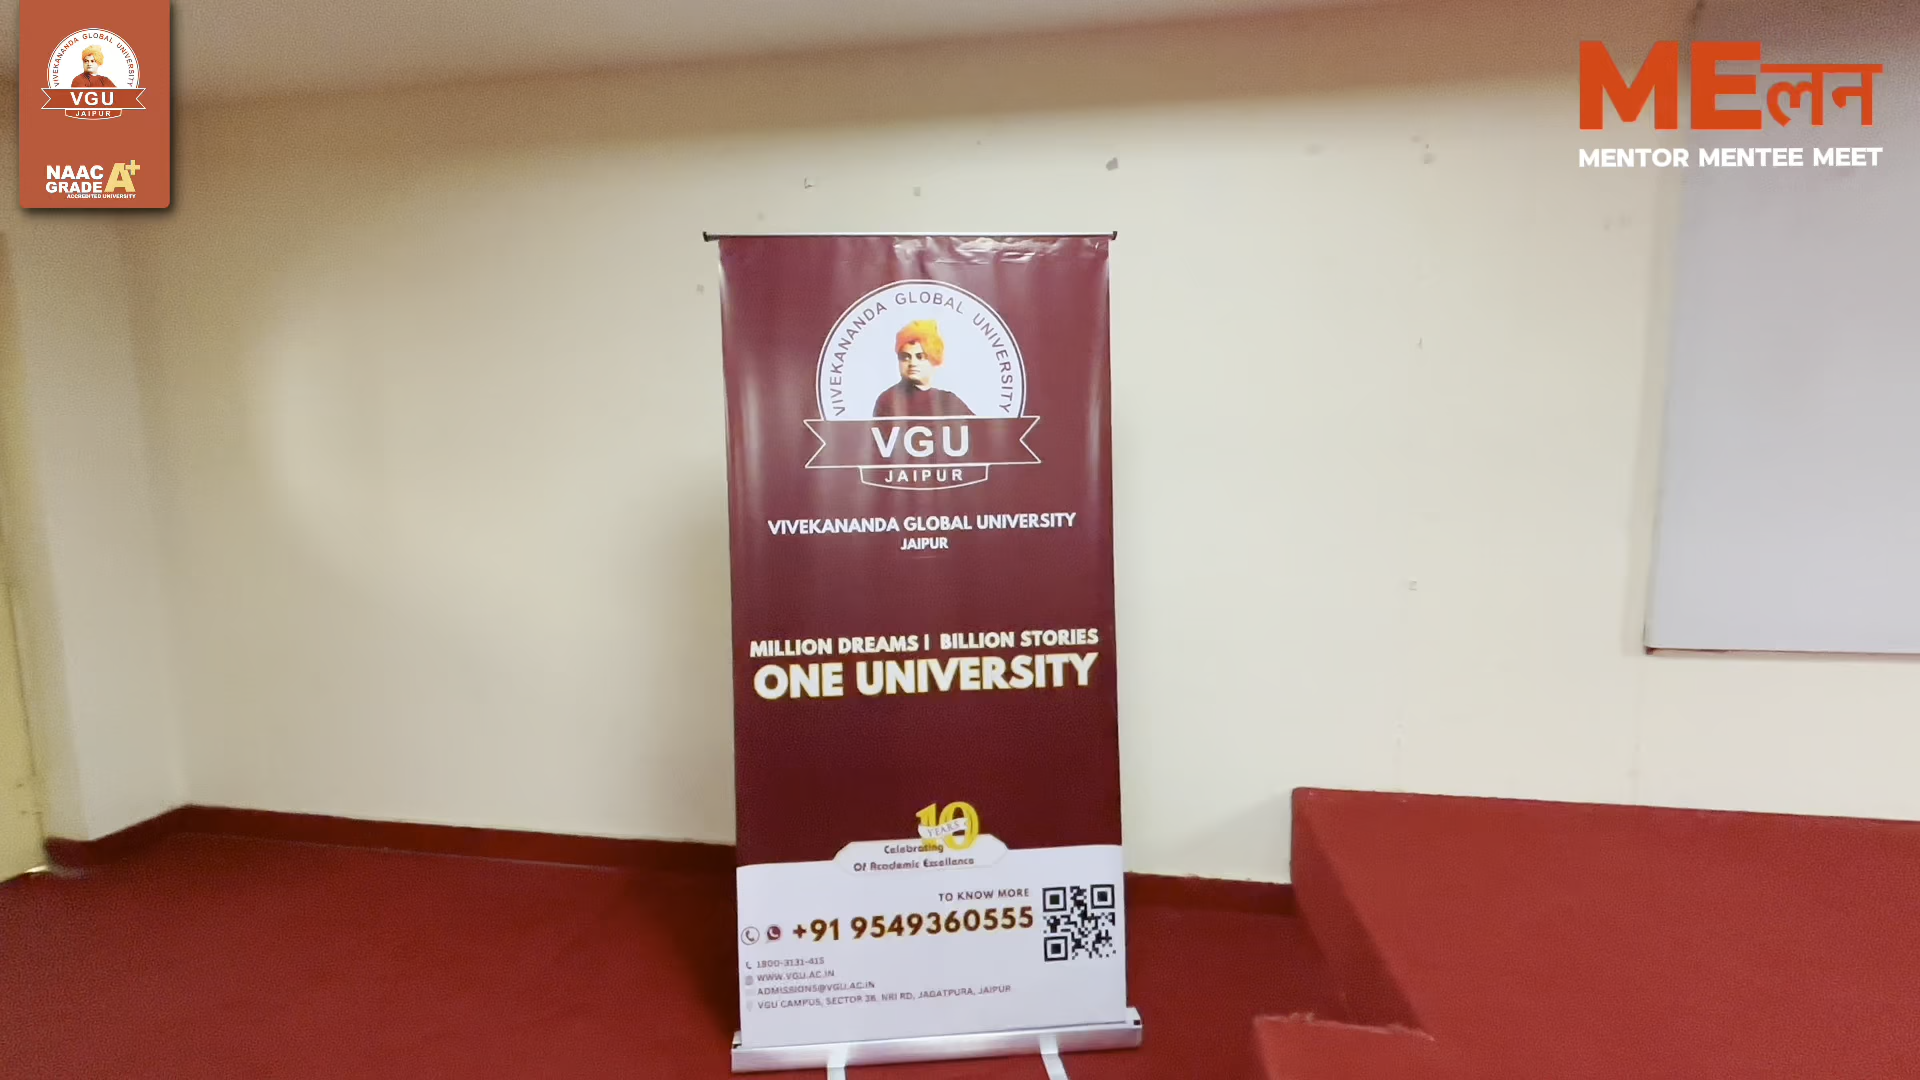 VIVEKANANDA GLOBAL UNIVERSITY
VGU
JAIPUR
NAAC
GRADE A+
ACCREDITED UNIVERSITY
MEलन
MENTOR MENTEE MEET
VIVEKANANDA GLOBAL UNIVERSITY
VGU
JAIPUR
VIVEKANANDA GLOBAL UNIVERSITY
JAIPUR
MILLION DREAMS | BILLION STORIES
ONE UNIVERSITY
10
YEARS
Celebrating
Of Academic Excellence
TO KNOW MORE
+91 9549360555
1800-3131-415
WWW.VGU.AC.IN
ADMISSIONS@VGU.AC.IN
VGU CAMPUS, SECTOR 36, NRI RD, JAGATPURA, JAIPUR